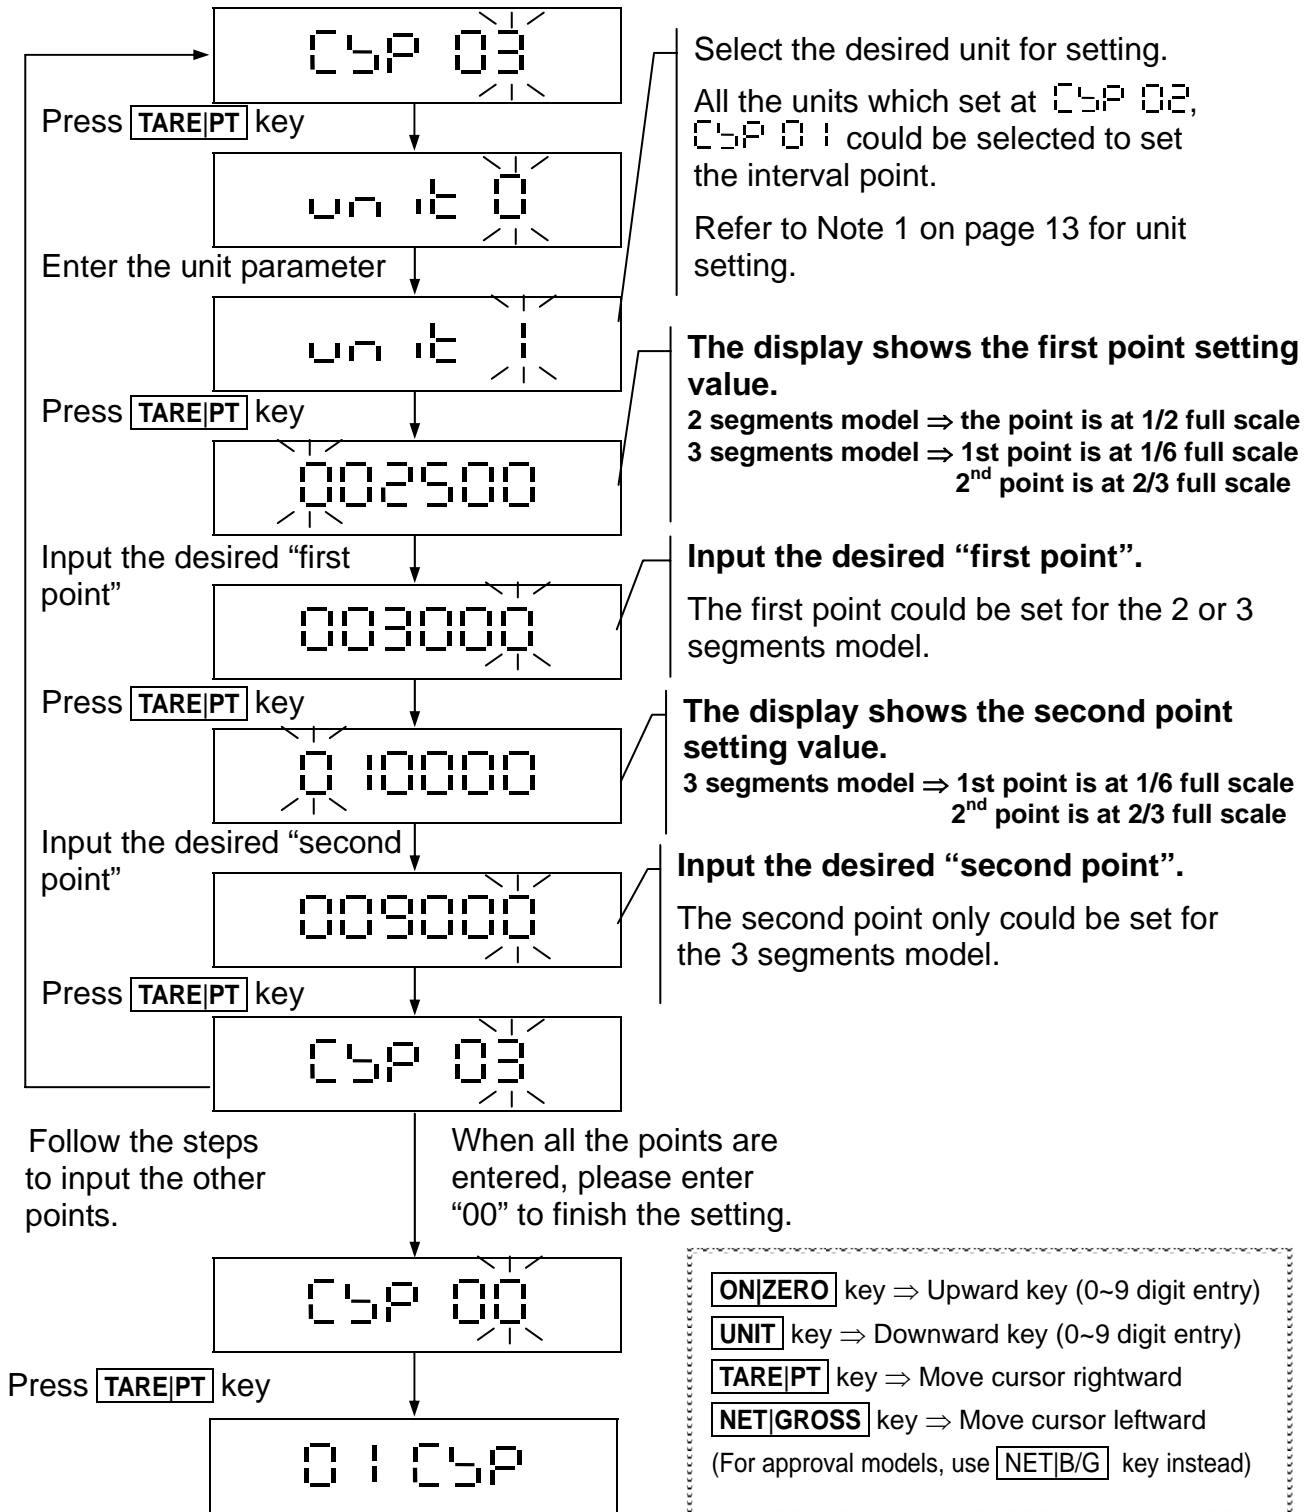 CSP 03
Press TARE|PT key
unit 0
Enter the unit parameter
unit 1
Press TARE|PT key
002500
Input the desired “first
point”
003000
Press TARE|PT key
010000
Input the desired “second
point”
009000
Press TARE|PT key
CSP 03
Follow the steps
to input the other
points.
When all the points are
entered, please enter
“00” to finish the setting.
CSP 00
Press TARE|PT key
01 CSP
Select the desired unit for setting.
All the units which set at CSP 02,
CSP 01 could be selected to set
the interval point.
Refer to Note 1 on page 13 for unit
setting.
The display shows the first point setting
value.
2 segments model ⇒ the point is at 1/2 full scale
3 segments model ⇒ 1st point is at 1/6 full scale
2nd point is at 2/3 full scale
Input the desired “first point”.
The first point could be set for the 2 or 3
segments model.
The display shows the second point
setting value.
3 segments model ⇒ 1st point is at 1/6 full scale
2nd point is at 2/3 full scale
Input the desired “second point”.
The second point only could be set for
the 3 segments model.
ON|ZERO key ⇒ Upward key (0~9 digit entry)
UNIT key ⇒ Downward key (0~9 digit entry)
TARE|PT key ⇒ Move cursor rightward
NET|GROSS key ⇒ Move cursor leftward
(For approval models, use NET|B/G key instead)